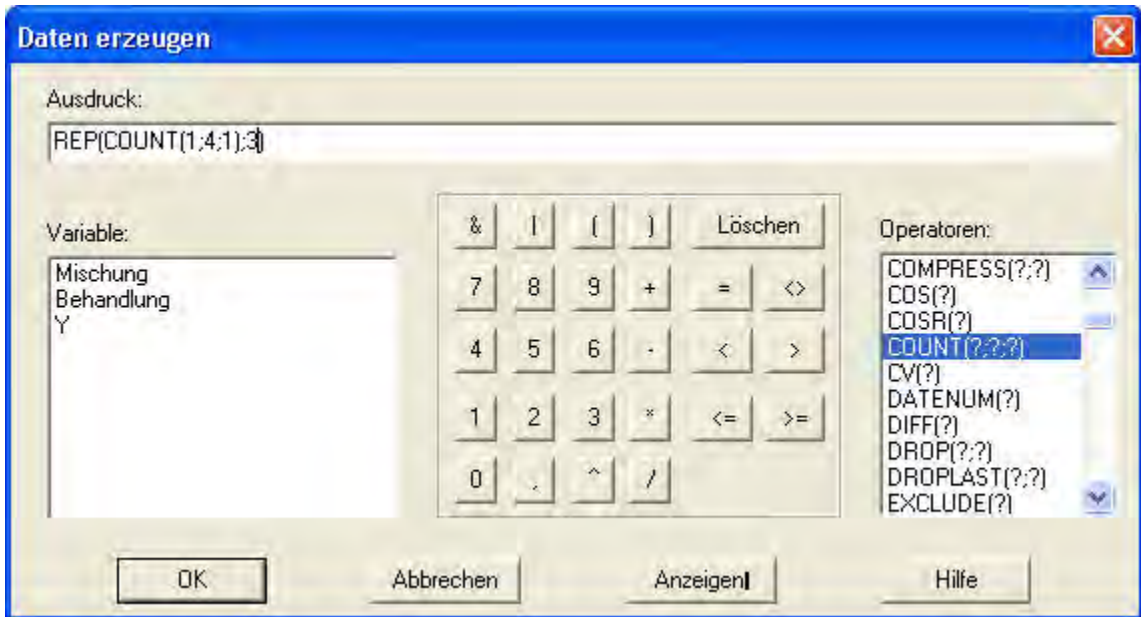 Daten erzeugen
Ausdruck:
REP(COUNT(1;4;1);3)
Variable:
Mischung
Behandlung
Y
& | ( ) Löschen
7 8 9 + = <>
4 5 6 - < >
1 2 3 * <= >=
0 , ^ /
Operatoren:
COMPRESS(?;?)
COS(?)
COSR(?)
COUNT(?;?;?)
CV(?)
DATENUM(?)
DIFF(?)
DROP(?;?)
DROPLAST(?;?)
EXCLUDE(?)
OK Abbrechen Anzeigen Hilfe